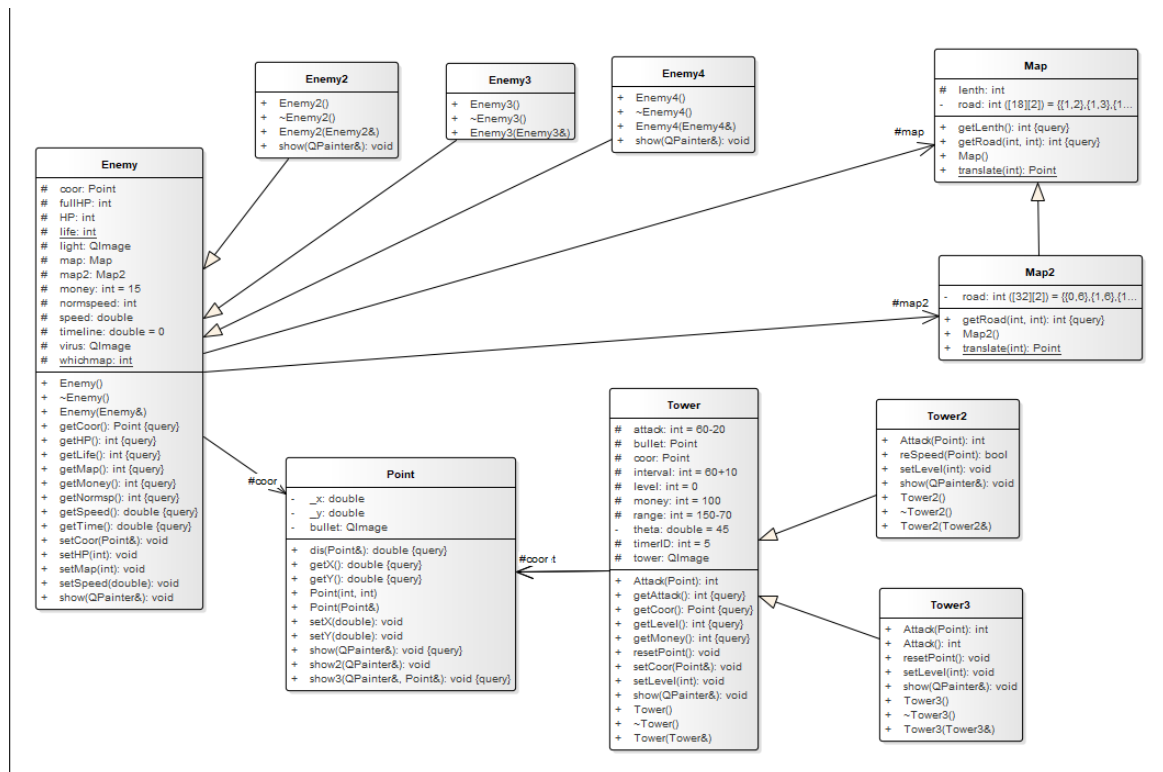 Enemy2
+ Enemy2()
+ ~Enemy2()
+ Enemy2(Enemy2&)
+ show(QPainter&): void
Enemy3
+ Enemy3()
+ ~Enemy3()
+ Enemy3(Enemy3&)
Enemy4
+ Enemy4()
+ ~Enemy4()
+ Enemy4(Enemy4&)
+ show(QPainter&): void
Map
# lenth: int
- road: int ([18][2]) = {{1,2},{1,3},{1...
+ getLenth(): int {query}
+ getRoad(int, int): int {query}
+ Map()
+ translate(int): Point
#map
Enemy
# coor: Point
# fullHP: int
# HP: int
# life: int
# light: QImage
# map: Map
# map2: Map2
# money: int = 15
# normspeed: int
# speed: double
# timeline: double = 0
# virus: QImage
# whichmap: int
+ Enemy()
+ ~Enemy()
+ Enemy(Enemy&)
+ getCoor(): Point {query}
+ getHP(): int {query}
+ getLife(): int {query}
+ getMap(): int {query}
+ getMoney(): int {query}
+ getNormsp(): int {query}
+ getSpeed(): double {query}
+ getTime(): double {query}
+ setCoor(Point&): void
+ setHP(int): void
+ setMap(int): void
+ setSpeed(double): void
+ show(QPainter&): void
Map2
- road: int ([32][2]) = {{0,6},{1,6},{1...
+ getRoad(int, int): int {query}
+ Map2()
+ translate(int): Point
#map2
#coor
Point
- _x: double
- _y: double
- bullet: QImage
+ dis(Point&): double {query}
+ getX(): double {query}
+ getY(): double {query}
+ Point(int, int)
+ Point(Point&)
+ setX(double): void
+ setY(double): void
+ show(QPainter&): void {query}
+ show2(QPainter&): void
+ show3(QPainter&, Point&): void {query}
#coor
Tower
# attack: int = 60-20
# bullet: Point
# coor: Point
# interval: int = 60+10
# level: int = 0
# money: int = 100
# range: int = 150-70
- theta: double = 45
# timerID: int = 5
# tower: QImage
+ Attack(Point): int
+ getAttack(): int {query}
+ getCoor(): Point {query}
+ getLevel(): int {query}
+ getMoney(): int {query}
+ resetPoint(): void
+ setCoor(Point&): void
+ setLevel(int): void
+ show(QPainter&): void
+ Tower()
+ ~Tower()
+ Tower(Tower&)
Tower2
+ Attack(Point): int
+ reSpeed(Point): bool
+ setLevel(int): void
+ show(QPainter&): void
+ Tower2()
+ ~Tower2()
+ Tower2(Tower2&)
Tower3
+ Attack(Point): int
+ Attack(): int
+ resetPoint(): void
+ setLevel(int): void
+ show(QPainter&): void
+ Tower3()
+ ~Tower3()
+ Tower3(Tower3&)